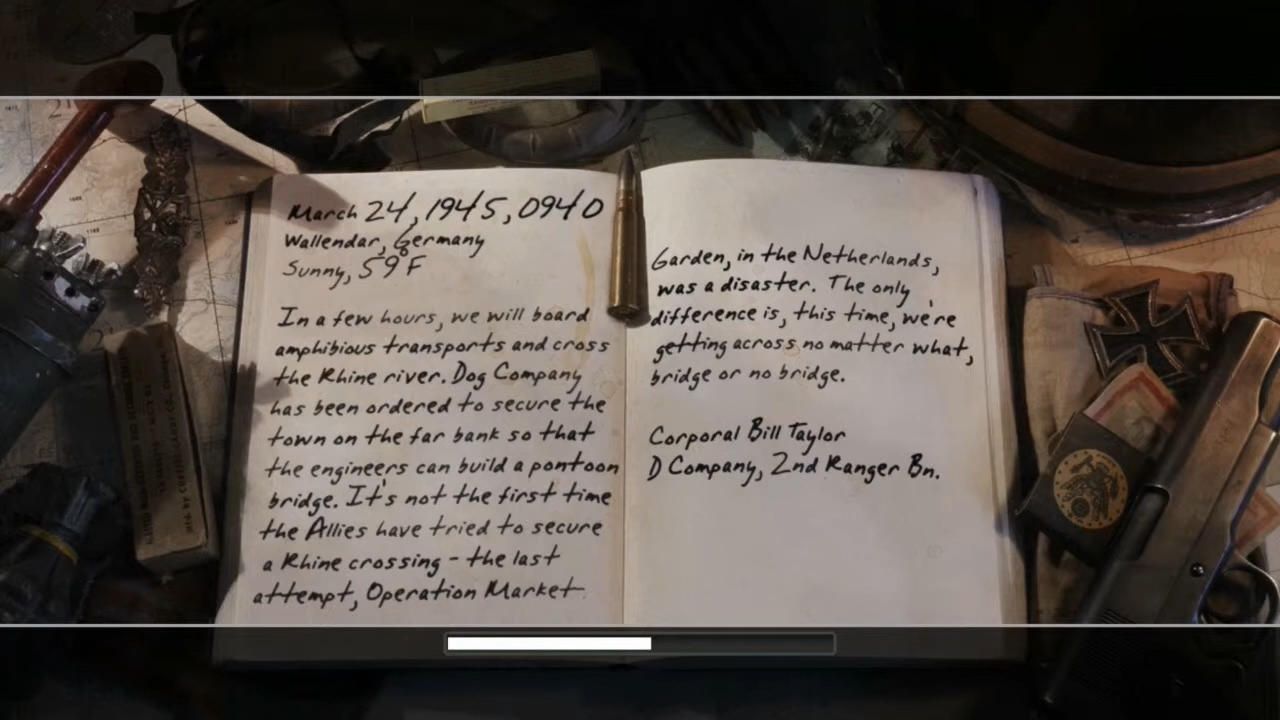 March 24, 1945, 0940
Wallendar, Germany
Sunny, 59°F
In a few hours, we will board
amphibious transports and cross
the Rhine river. Dog Company
has been ordered to secure the
town on the far bank so that
the engineers can build a pontoon
bridge. It's not the first time
the Allies have tried to secure
a Rhine crossing - the last
attempt, Operation Market
Garden, in the Netherlands,
was a disaster. The only
difference is, this time, we're
getting across no matter what,
bridge or no bridge.
Corporal Bill Taylor
D Company, 2nd Ranger Bn.